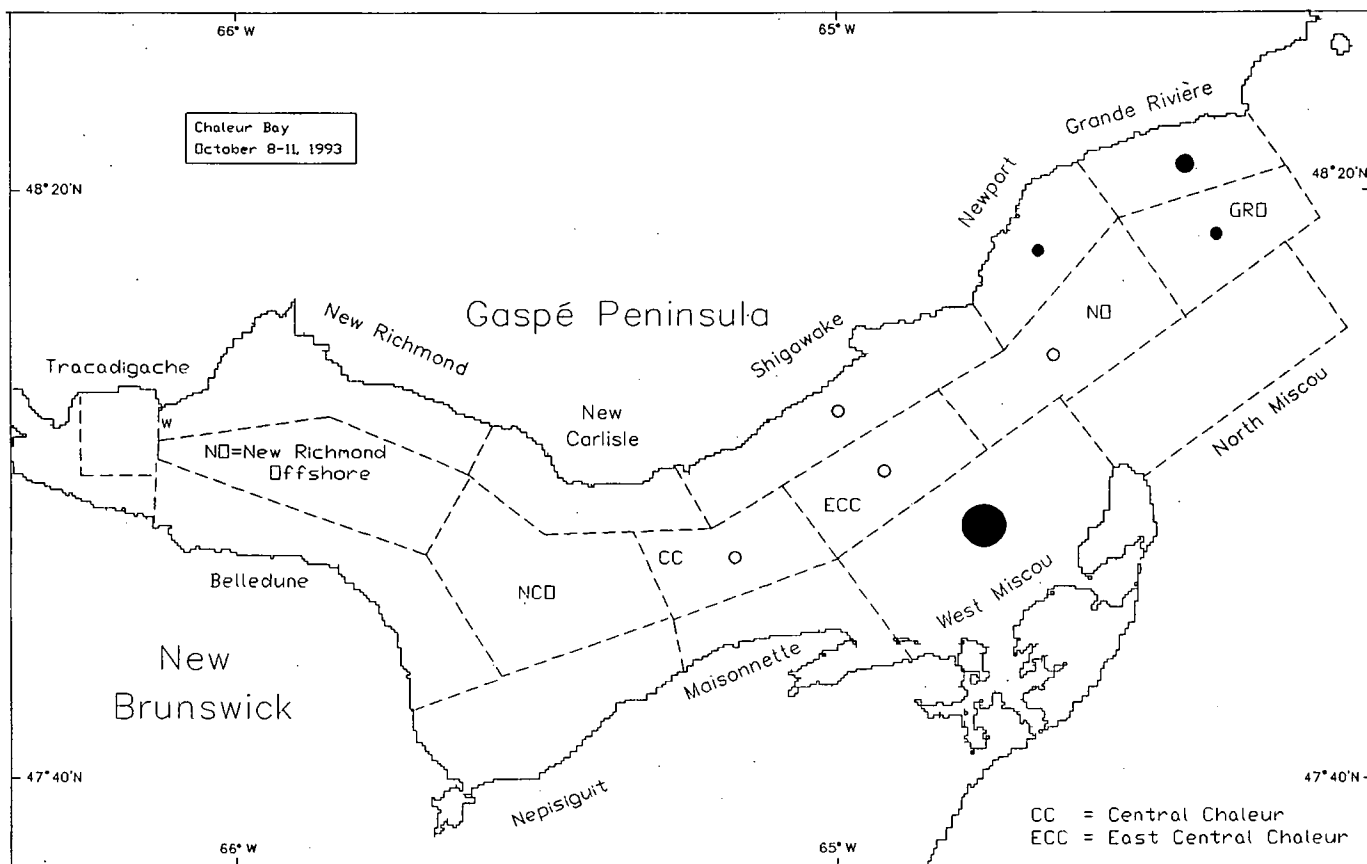 66° W
65° W
Chaleur Bay
October 8-11, 1993
Grande Rivière
48° 20'N
48° 20'N
Newport
GRO
NO
Gaspé Peninsula
New Richmond
Shigawake
Tracadigache
North Miscou
W
New
Carlisle
NO=New Richmond
Offshore
ECC
CC
Belledune
NCO
West Miscou
New
Brunswick
Maisonnette
47° 40'N
47° 40'N
Nepisiguit
CC = Central Chaleur
ECC = East Central Chaleur
66° W
65° W